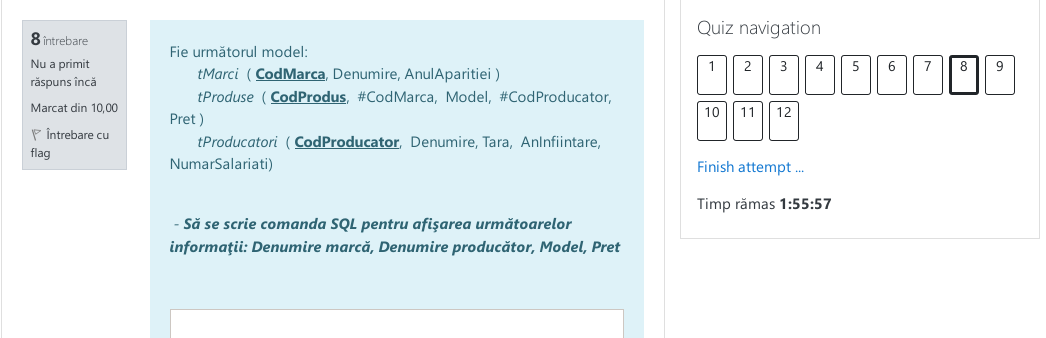 8 întrebare
Nu a primit
răspuns încă
Marcat din 10,00
Întrebare cu
flag
Fie următorul model:
tMarci ( CodMarca, Denumire, AnulAparitiei )
tProduse ( CodProdus, #CodMarca, Model, #CodProducator,
Pret )
tProducatori ( CodProducator, Denumire, Tara, AnInfiintare,
NumarSalariati)
- Să se scrie comanda SQL pentru afişarea următoarelor
informaţii: Denumire marcă, Denumire producător, Model, Pret
Quiz navigation
1 2 3 4 5 6 7 8 9
10 11 12
Finish attempt ...
Timp rămas 1:55:57